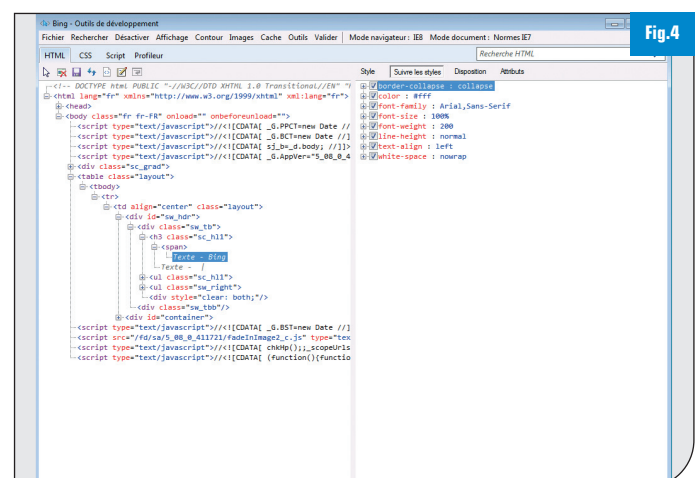 Bing - Outils de développement
Fig.4
Fichier Rechercher Désactiver Affichage Contour Images Cache Outils Valider | Mode navigateur : IE8 Mode document : Normes IE7
HTML CSS Script Profileur
Recherche HTML
Style Suivre les styles Disposition Attributs
<!-- DOCTYPE html PUBLIC "-//W3C//DTD XHTML 1.0 Transitional//EN" "
<html lang="fr" xmlns="http://www.w3.org/1999/xhtml" xml:lang="fr">
<head>
<body class="fr fr-FR" onload="" onbeforeunload="">
<script type="text/javascript">//<![CDATA[ _G.PPCT=new Date //
<script type="text/javascript">//<![CDATA[ _G.BCT=new Date //]
<script type="text/javascript">//<![CDATA[ sj_b=_d.body; //]]>
<script type="text/javascript">//<![CDATA[ _G.AppVer="5_08_0_4
<div class="sc_grad">
<table class="layout">
<tbody>
<tr>
<td align="center" class="layout">
<div id="sw_hdr">
<div class="sw_tb">
<h3 class="sc_hl1">
<span>
Texte - Bing
Texte - |
<ul class="sc_hl1">
<ul class="sw_right">
<div style="clear: both;"/>
<div class="sw_tbb"/>
<div id="container">
<script type="text/javascript">//<![CDATA[ _G.BST=new Date //]
<script src="/fd/sa/5_08_0_411721/fadeInImage2_c.js" type="tex
<script type="text/javascript">//<![CDATA[ chkHp();;_scopeUrls
<script type="text/javascript">//<![CDATA[ (function(){functio
border-collapse : collapse
color : #fff
font-family : Arial,Sans-Serif
font-size : 100%
font-weight : 200
line-height : normal
text-align : left
white-space : nowrap